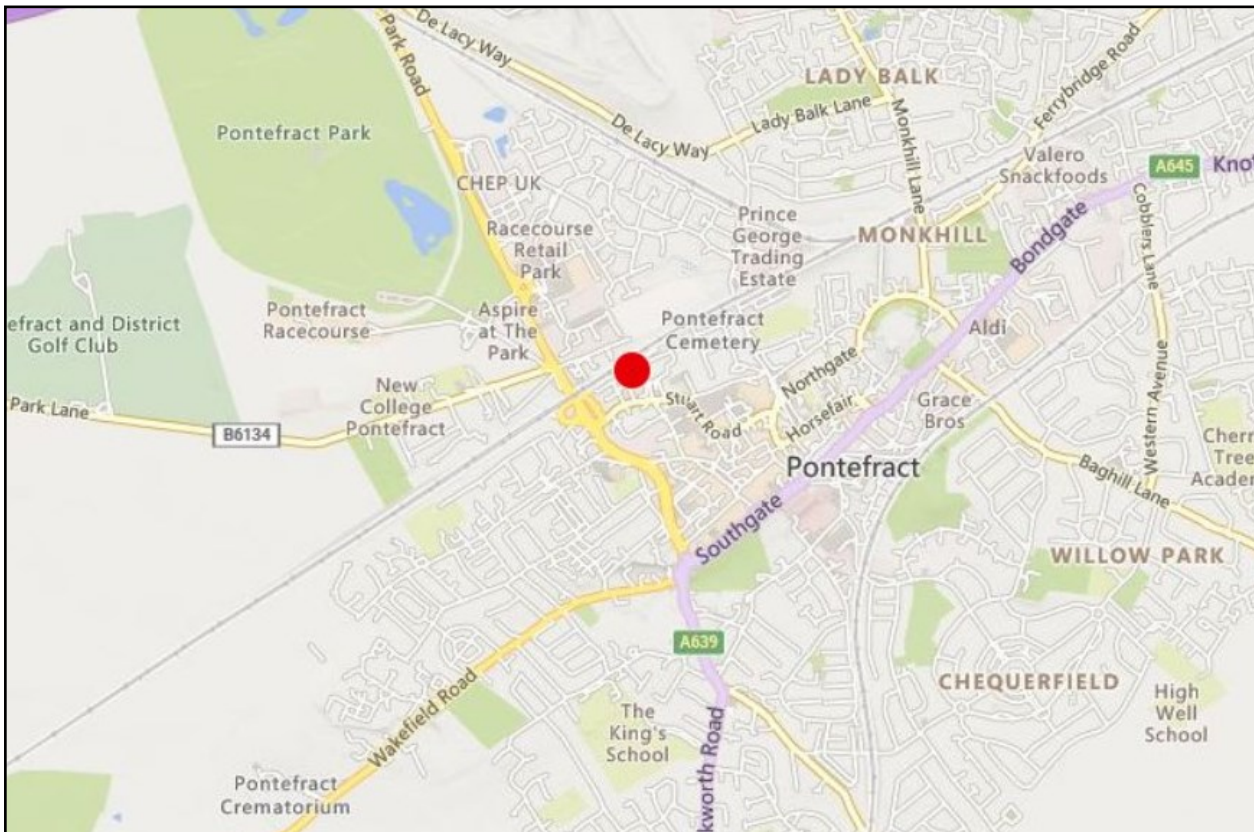 De Lacy Way
Park Road
LADY BALK
Ferrybridge Road
Lady Balk Lane
De Lacy Way
Monkhill Lane
Pontefract Park
CHEP UK
Valero
Snackfoods
A645
Knot
Cobblers Lane
Racecourse
Retail
Park
Prince
George
Trading
Estate
MONKHILL
Bondgate
Pontefract
Racecourse
Aspire
at The
Park
Pontefract
Cemetery
efract and District
Golf Club
Aldi
Northgate
New
College
Pontefract
Park Lane
B6134
Stuart Road
Horsefair
Grace
Bros
Western Avenue
Cherr
Tree
Academ
Pontefract
Baghill Lane
Southgate
WILLOW PARK
A639
CHEQUERFIELD
High
Well
School
Wakefield Road
The
King's
School
ckworth Road
Pontefract
Crematorium